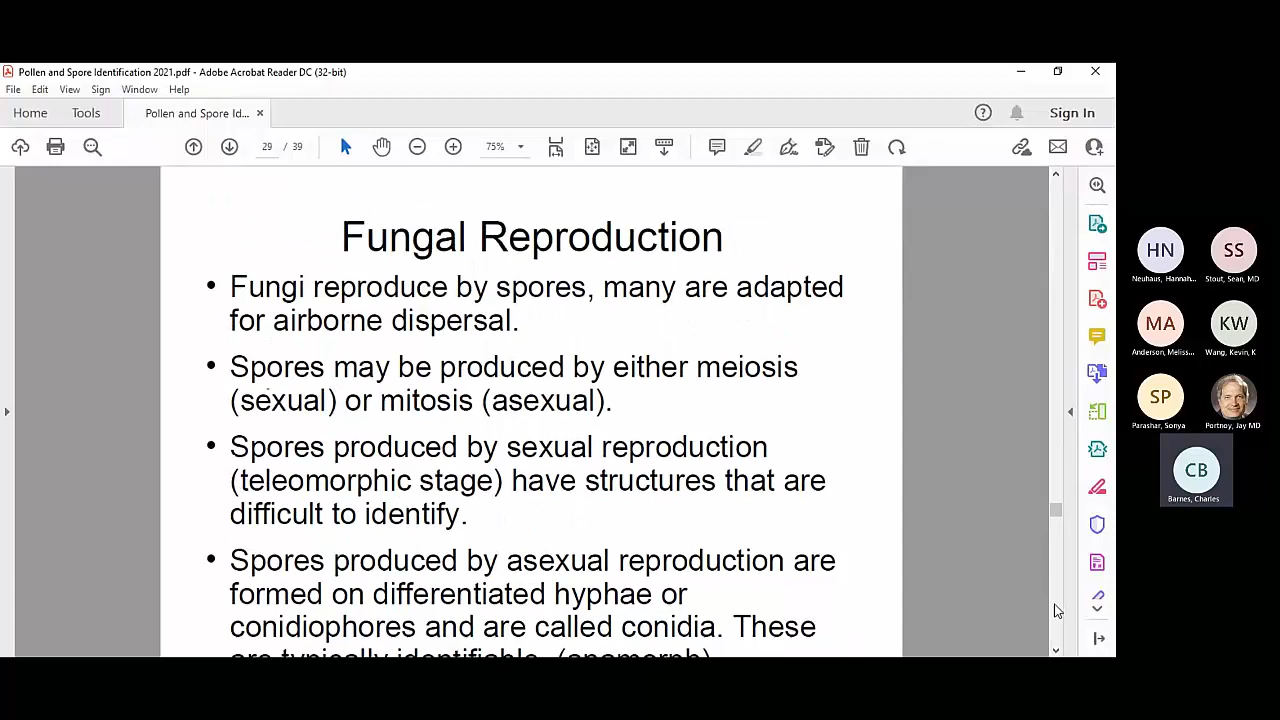 Pollen and Spore Identification 2021.pdf - Adobe Acrobat Reader DC (32-bit)
File Edit View Sign Window Help
Home Tools Pollen and Spore Id... × Sign In
29 / 39 75%
Fungal Reproduction
• Fungi reproduce by spores, many are adapted
for airborne dispersal.
• Spores may be produced by either meiosis
(sexual) or mitosis (asexual).
• Spores produced by sexual reproduction
(teleomorphic stage) have structures that are
difficult to identify.
• Spores produced by asexual reproduction are
formed on differentiated hyphae or
conidiophores and are called conidia. These
are typically identifiable. (anamorph)
HN SS
Neuhaus, Hannah... Stout, Sean, MD
MA KW
Anderson, Meliss... Wang, Kevin, K
SP
Parashar, Sonya Portnoy, Jay MD
CB
Barnes, Charles